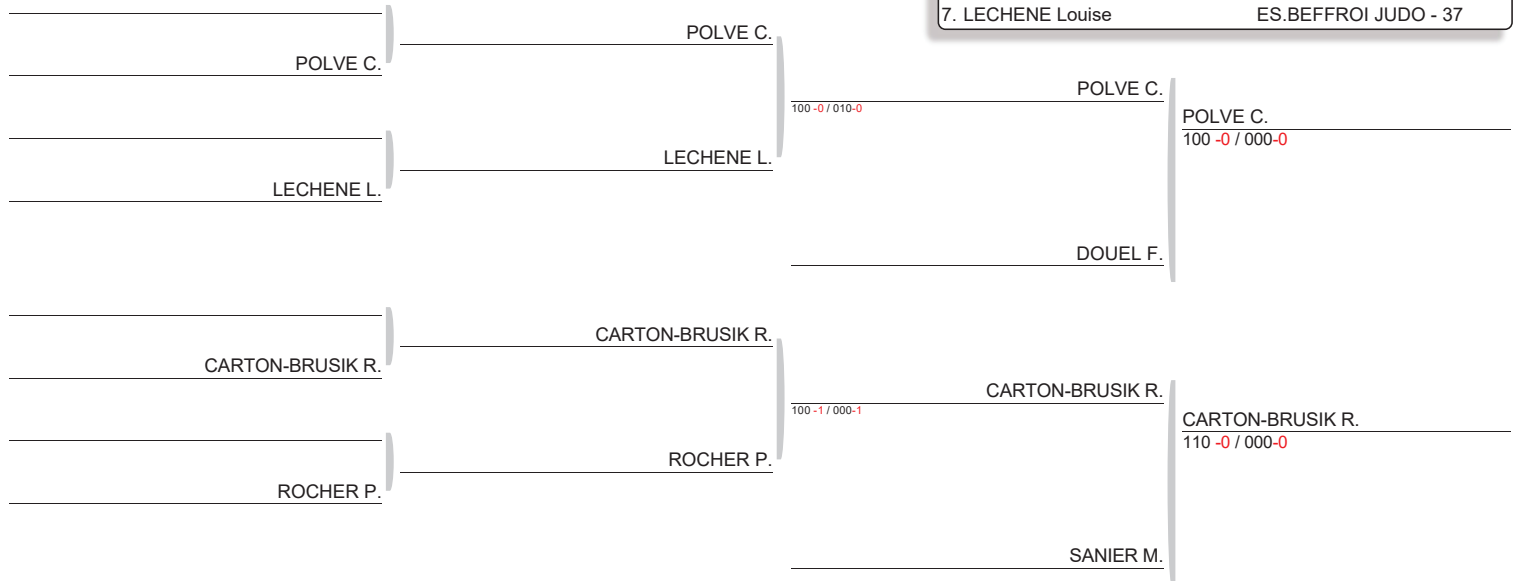 7. LECHENE Louise ES.BEFFROI JUDO - 37
POLVE C.
POLVE C.
POLVE C.
100 -0 / 010-0
POLVE C.
100 -0 / 000-0
LECHENE L.
LECHENE L.
DOUEL F.
CARTON-BRUSIK R.
CARTON-BRUSIK R.
CARTON-BRUSIK R.
100 -1 / 000-1
CARTON-BRUSIK R.
110 -0 / 000-0
ROCHER P.
ROCHER P.
SANIER M.